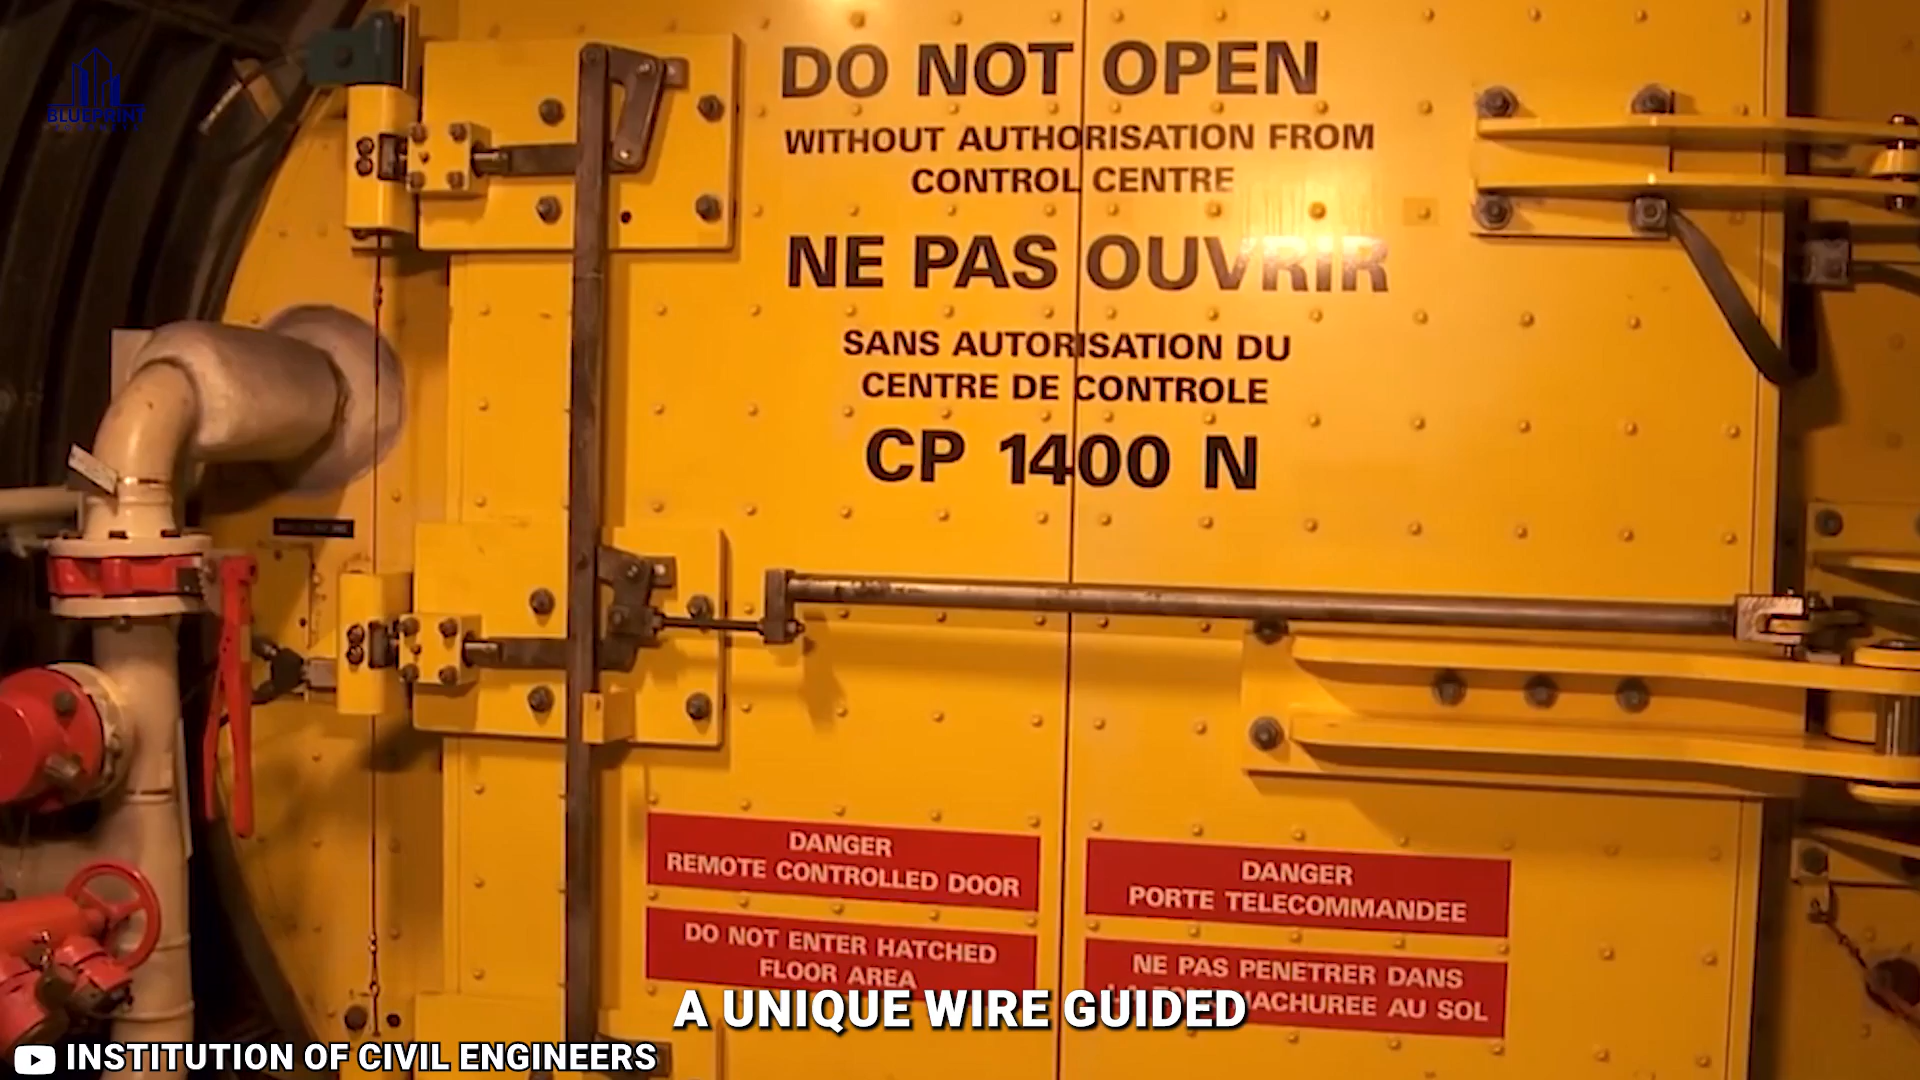 BLUEPRINT
DO NOT OPEN
WITHOUT AUTHORISATION FROM
CONTROL CENTRE
NE PAS OUVRIR
SANS AUTORISATION DU
CENTRE DE CONTROLE
CP 1400 N
DANGER
REMOTE CONTROLLED DOOR
DO NOT ENTER HATCHED
FLOOR AREA
DANGER
PORTE TELECOMMANDEE
NE PAS PENETRER DANS
HACHUREE AU SOL
A UNIQUE WIRE GUIDED
INSTITUTION OF CIVIL ENGINEERS